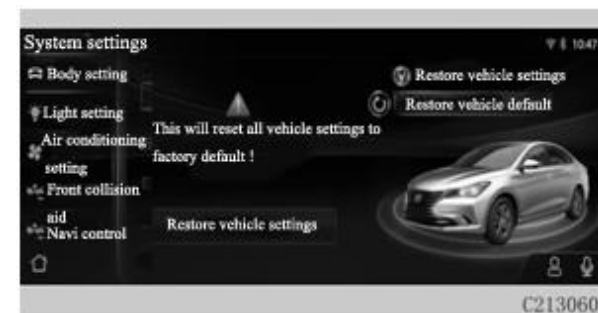 System settings
10:47
Body setting
Restore vehicle settings
Light setting
Restore vehicle default
Air conditioning
setting
This will reset all vehicle settings to
factory default !
Front collision
aid
Navi control
Restore vehicle settings
C213060